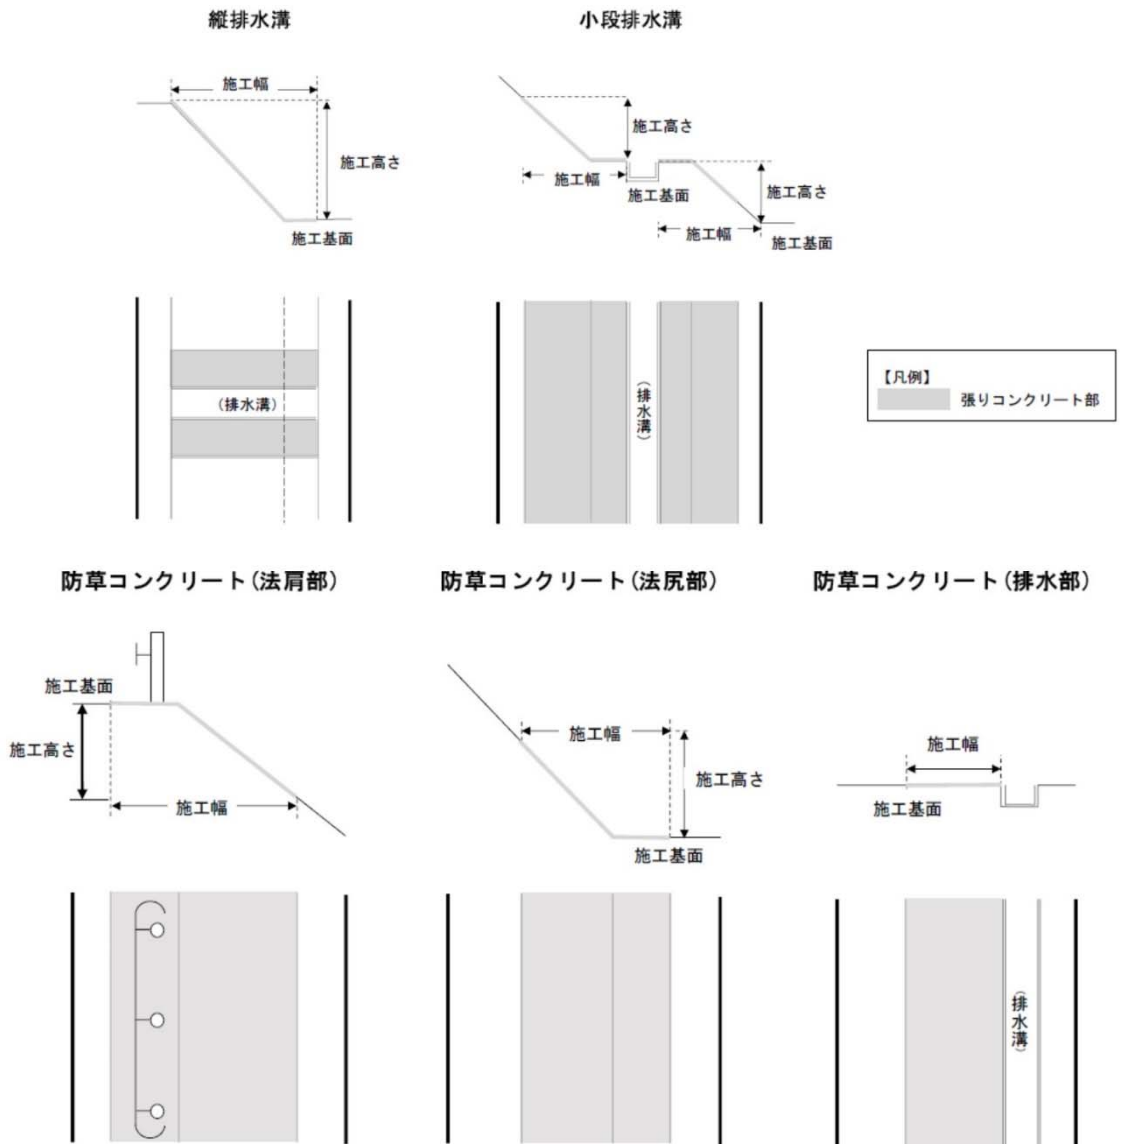 縦排水溝
施工幅
施工高さ
施工基面
(排水溝)
小段排水溝
施工高さ
施工幅
施工基面
施工高さ
施工幅
施工基面
(排水溝)
【凡例】
張りコンクリート部
防草コンクリート(法肩部)
施工基面
施工高さ
施工幅
防草コンクリート(法尻部)
施工幅
施工高さ
施工基面
防草コンクリート(排水部)
施工幅
施工基面
(排水溝)